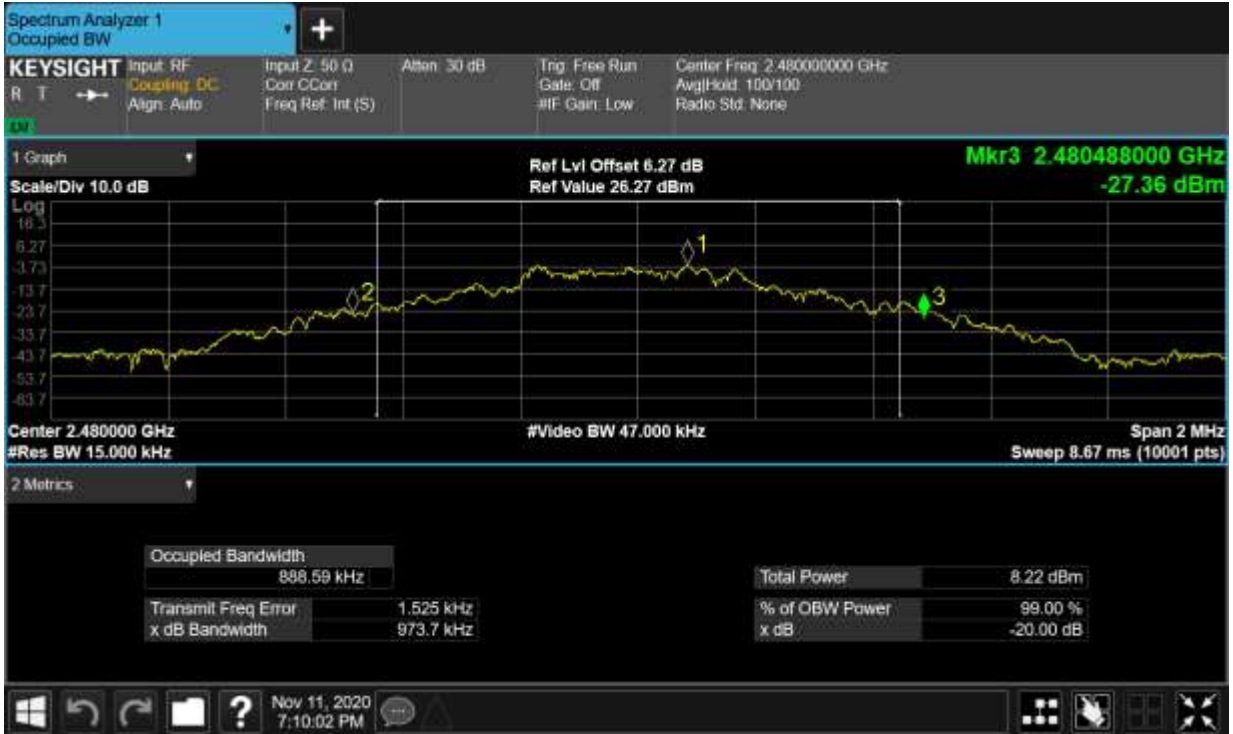 Spectrum Analyzer 1
Occupied BW
+
KEYSIGHT
R T
Input: RF
Coupling: DC
Align: Auto
Input Z: 50 Ω
Corr CCorr
Freq Ref: Int (S)
Atten: 30 dB
Trig: Free Run
Gate: Off
#IF Gain: Low
Center Freq: 2.480000000 GHz
Avg|Hold: 100/100
Radio Std: None
1 Graph
Ref Lvl Offset 6.27 dB
Mkr3 2.480488000 GHz
Scale/Div 10.0 dB
Ref Value 26.27 dBm
-27.36 dBm
Log
16.3
6.27
-3.73
-13.7
-23.7
-33.7
-43.7
-53.7
-63.7
1
2
3
Center 2.480000 GHz
#Video BW 47.000 kHz
Span 2 MHz
#Res BW 15.000 kHz
Sweep 8.67 ms (10001 pts)
2 Metrics
Occupied Bandwidth
888.59 kHz
Total Power 8.22 dBm
Transmit Freq Error 1.525 kHz
% of OBW Power 99.00 %
x dB Bandwidth 973.7 kHz
x dB -20.00 dB
?
Nov 11, 2020
7:10:02 PM